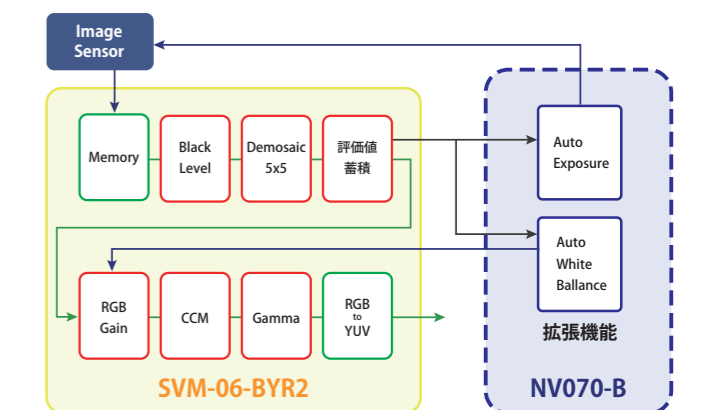 Image
Sensor
Memory
Black
Level
Demosaic
5x5
評価値
蓄積
Auto
Exposure
Auto
White
Ballance
RGB
Gain
CCM
Gamma
RGB
to
YUV
拡張機能
SVM-06-BYR2
NV070-B